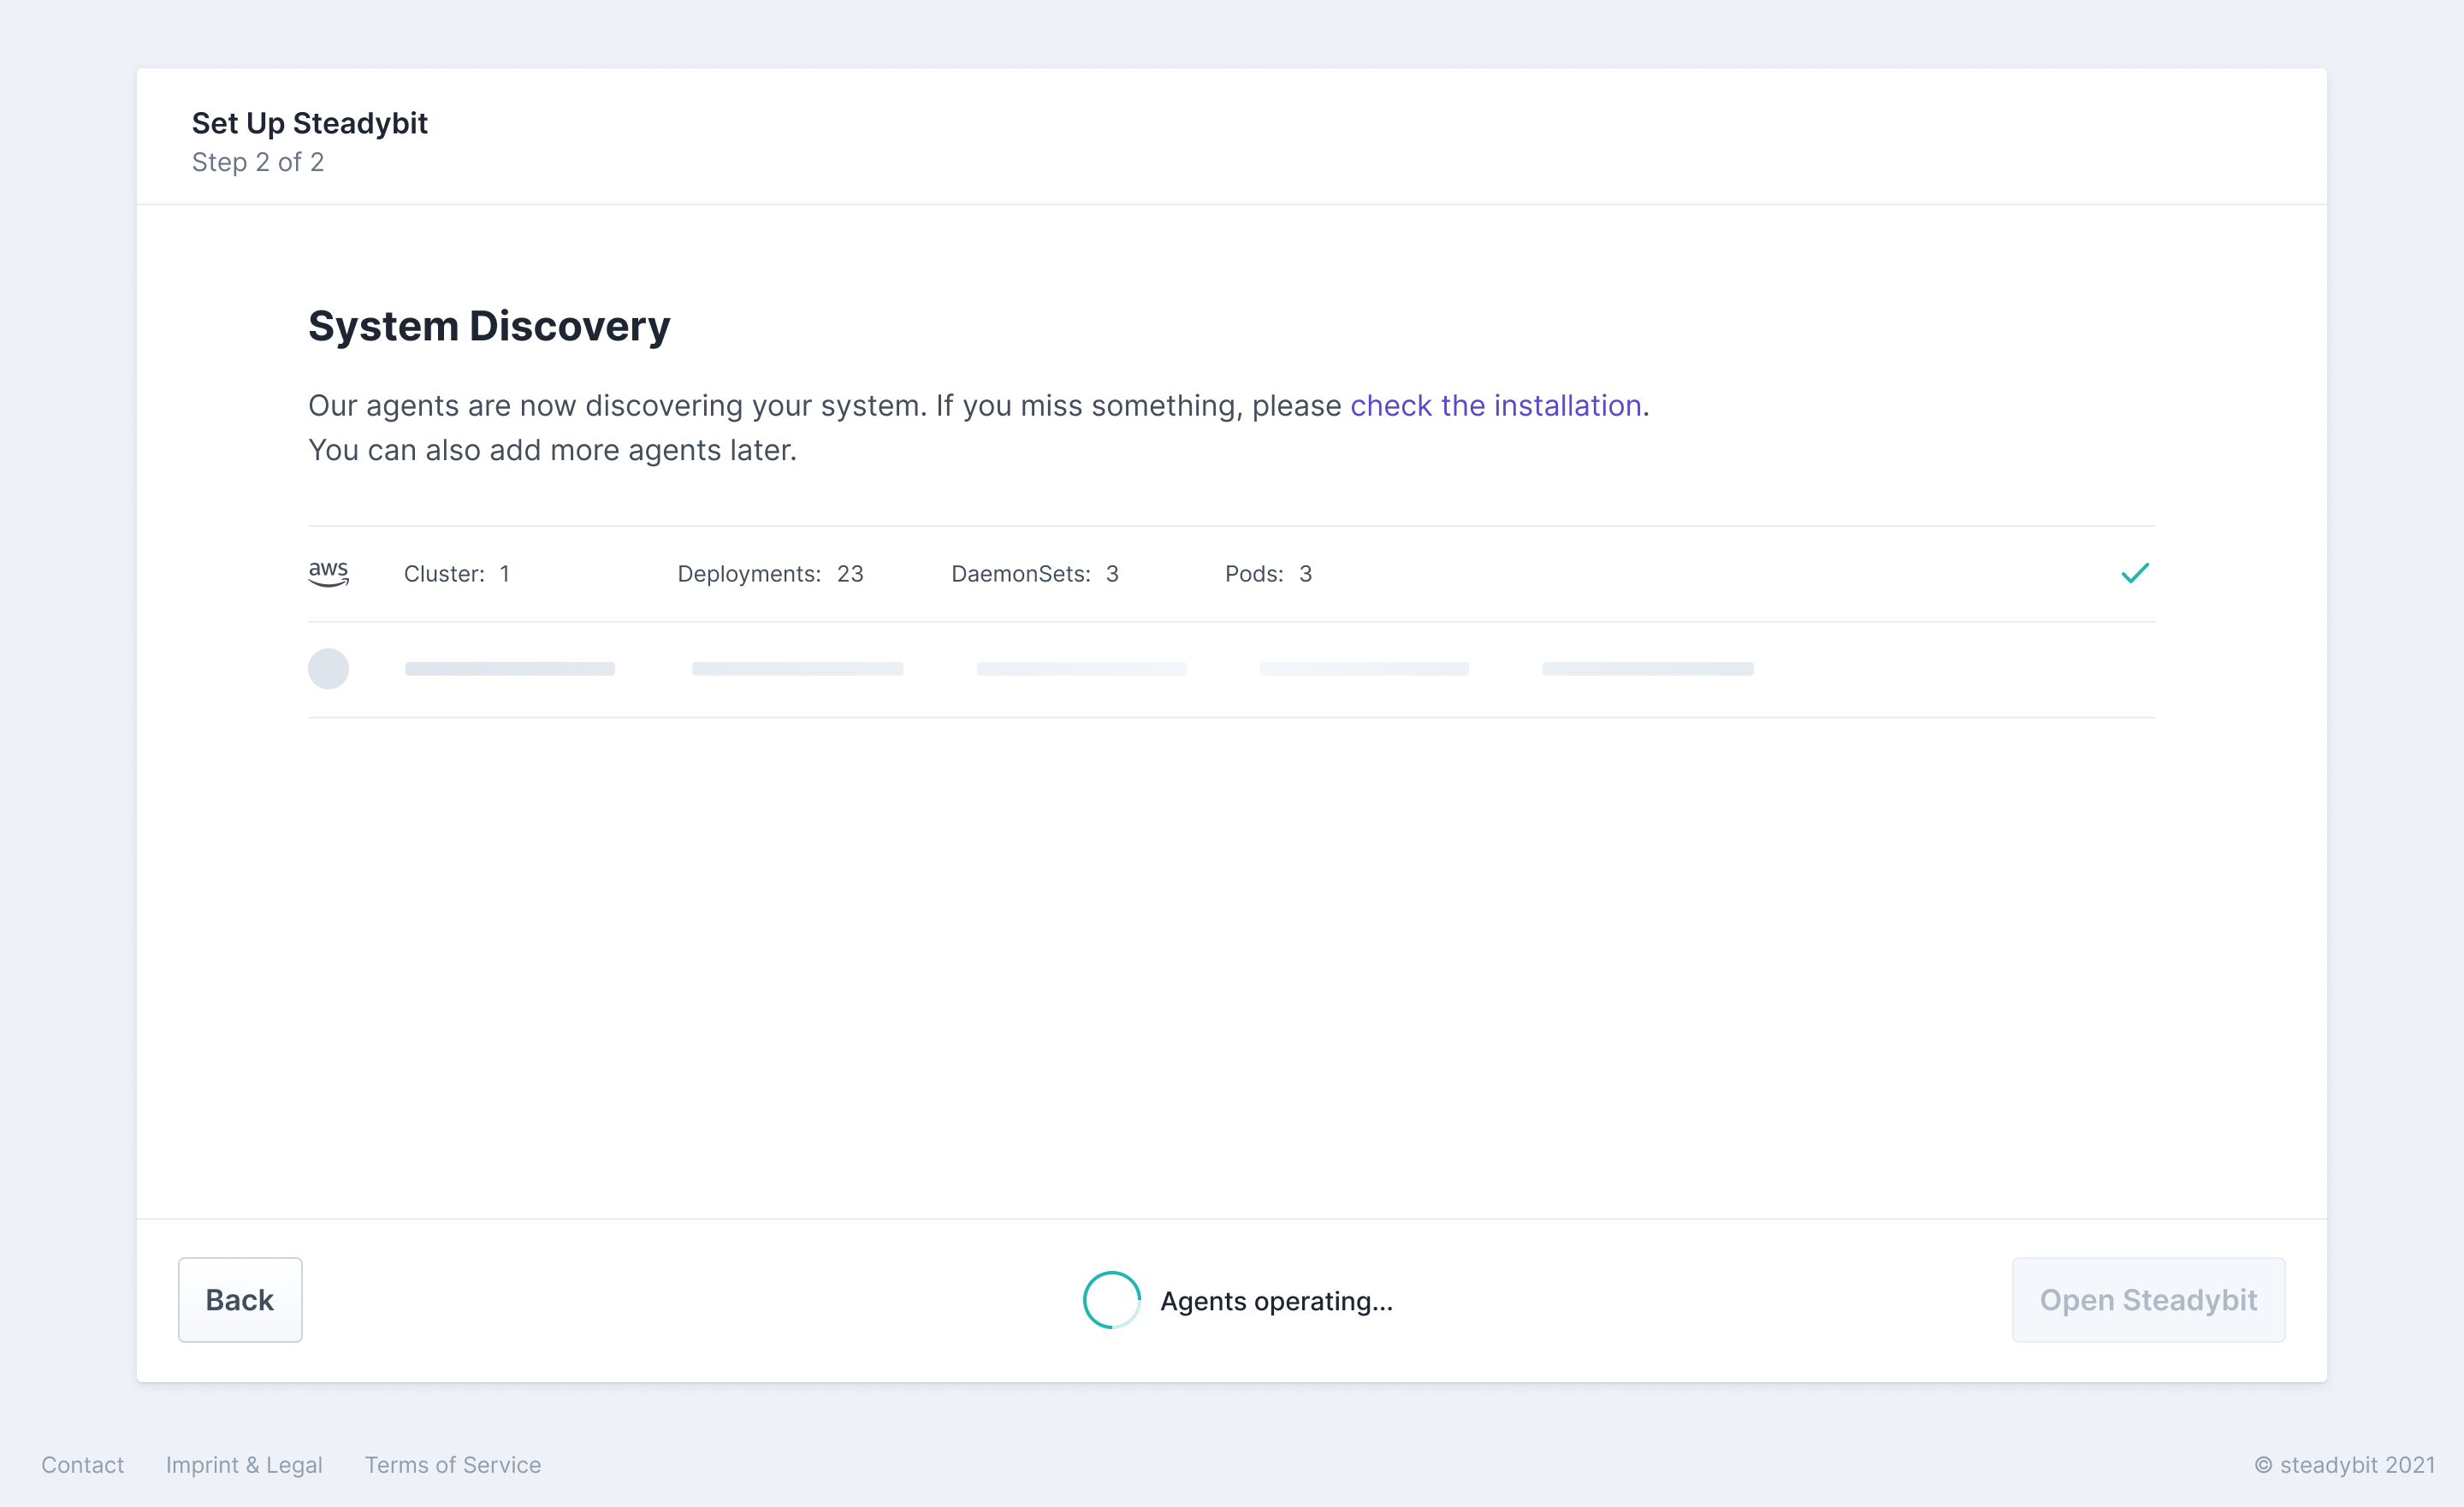 Set Up Steadybit
Step 2 of 2
System Discovery
Our agents are now discovering your system. If you miss something, please check the installation.
You can also add more agents later.
aws Cluster: 1 Deployments: 23 DaemonSets: 3 Pods: 3
Back Agents operating... Open Steadybit
Contact Imprint & Legal Terms of Service © steadybit 2021